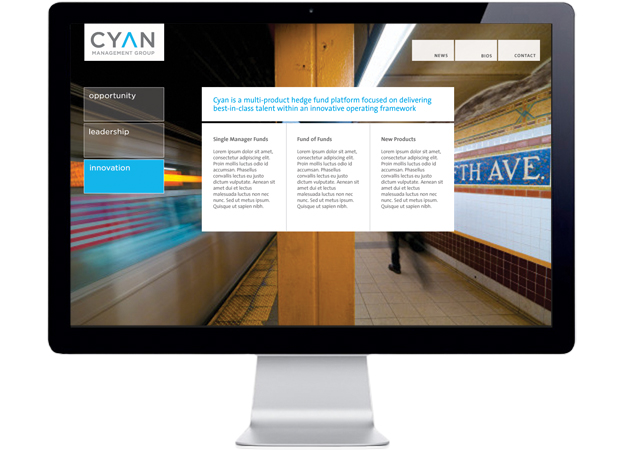 CYAN
MANAGEMENT GROUP
NEWS
BIOS
CONTACT
opportunity
leadership
innovation
Cyan is a multi-product hedge fund platform focused on delivering
best-in-class talent within an innovative operating framework
Single Manager Funds
Lorem ipsum dolor sit amet,
consectetur adipiscing elit.
Proin mollis luctus odio id
accumsan. Phasellus
convallis lectus eu justo
dictum vulputate. Aenean sit
amet dui et lectus
malesuada luctus non nec
nunc. Sed ut metus ipsum.
Quisque ut sapien nibh.
Fund of Funds
Lorem ipsum dolor sit amet,
consectetur adipiscing elit.
Proin mollis luctus odio id
accumsan. Phasellus
convallis lectus eu justo
dictum vulputate. Aenean sit
amet dui et lectus
malesuada luctus non nec
nunc. Sed ut metus ipsum.
Quisque ut sapien nibh.
New Products
Lorem ipsum dolor sit amet,
consectetur adipiscing elit.
Proin mollis luctus odio id
accumsan. Phasellus
convallis lectus eu justo
dictum vulputate. Aenean sit
amet dui et lectus
malesuada luctus non nec
nunc. Sed ut metus ipsum.
Quisque ut sapien nibh.
TH AVE.